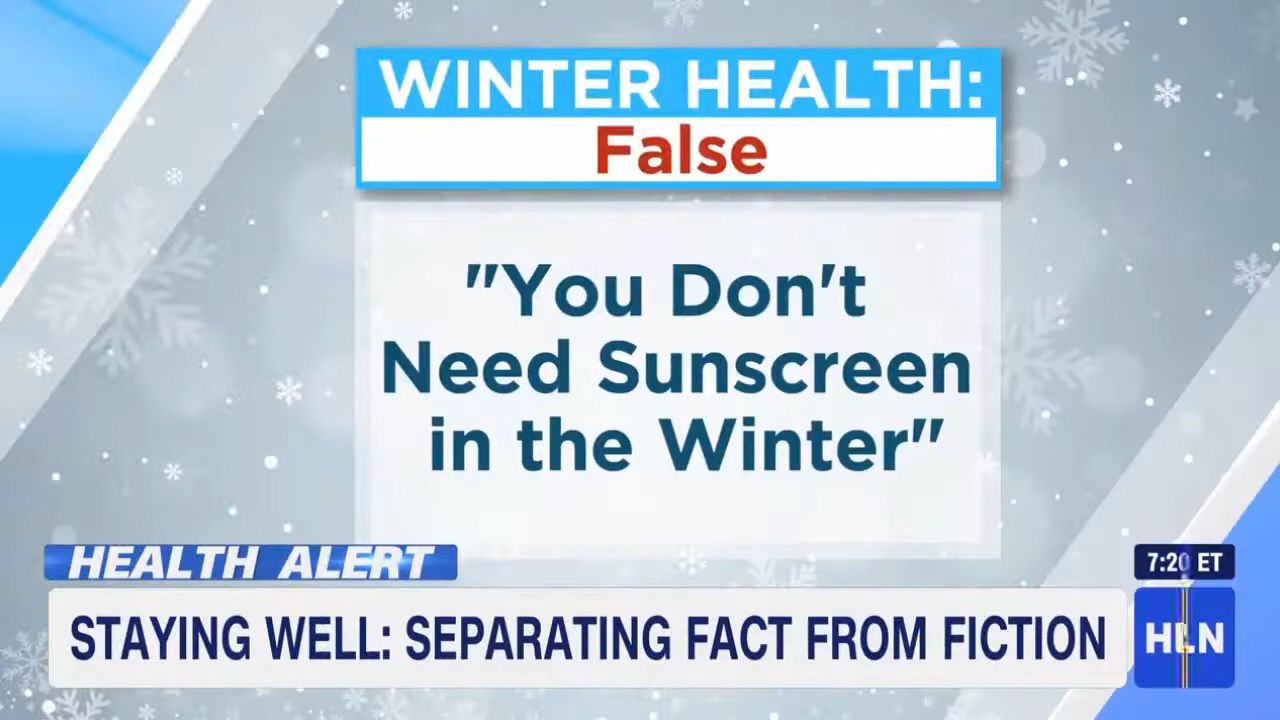 WINTER HEALTH:
False
"You Don't
Need Sunscreen
in the Winter"
HEALTH ALERT
7:20 ET
STAYING WELL: SEPARATING FACT FROM FICTION
HLN